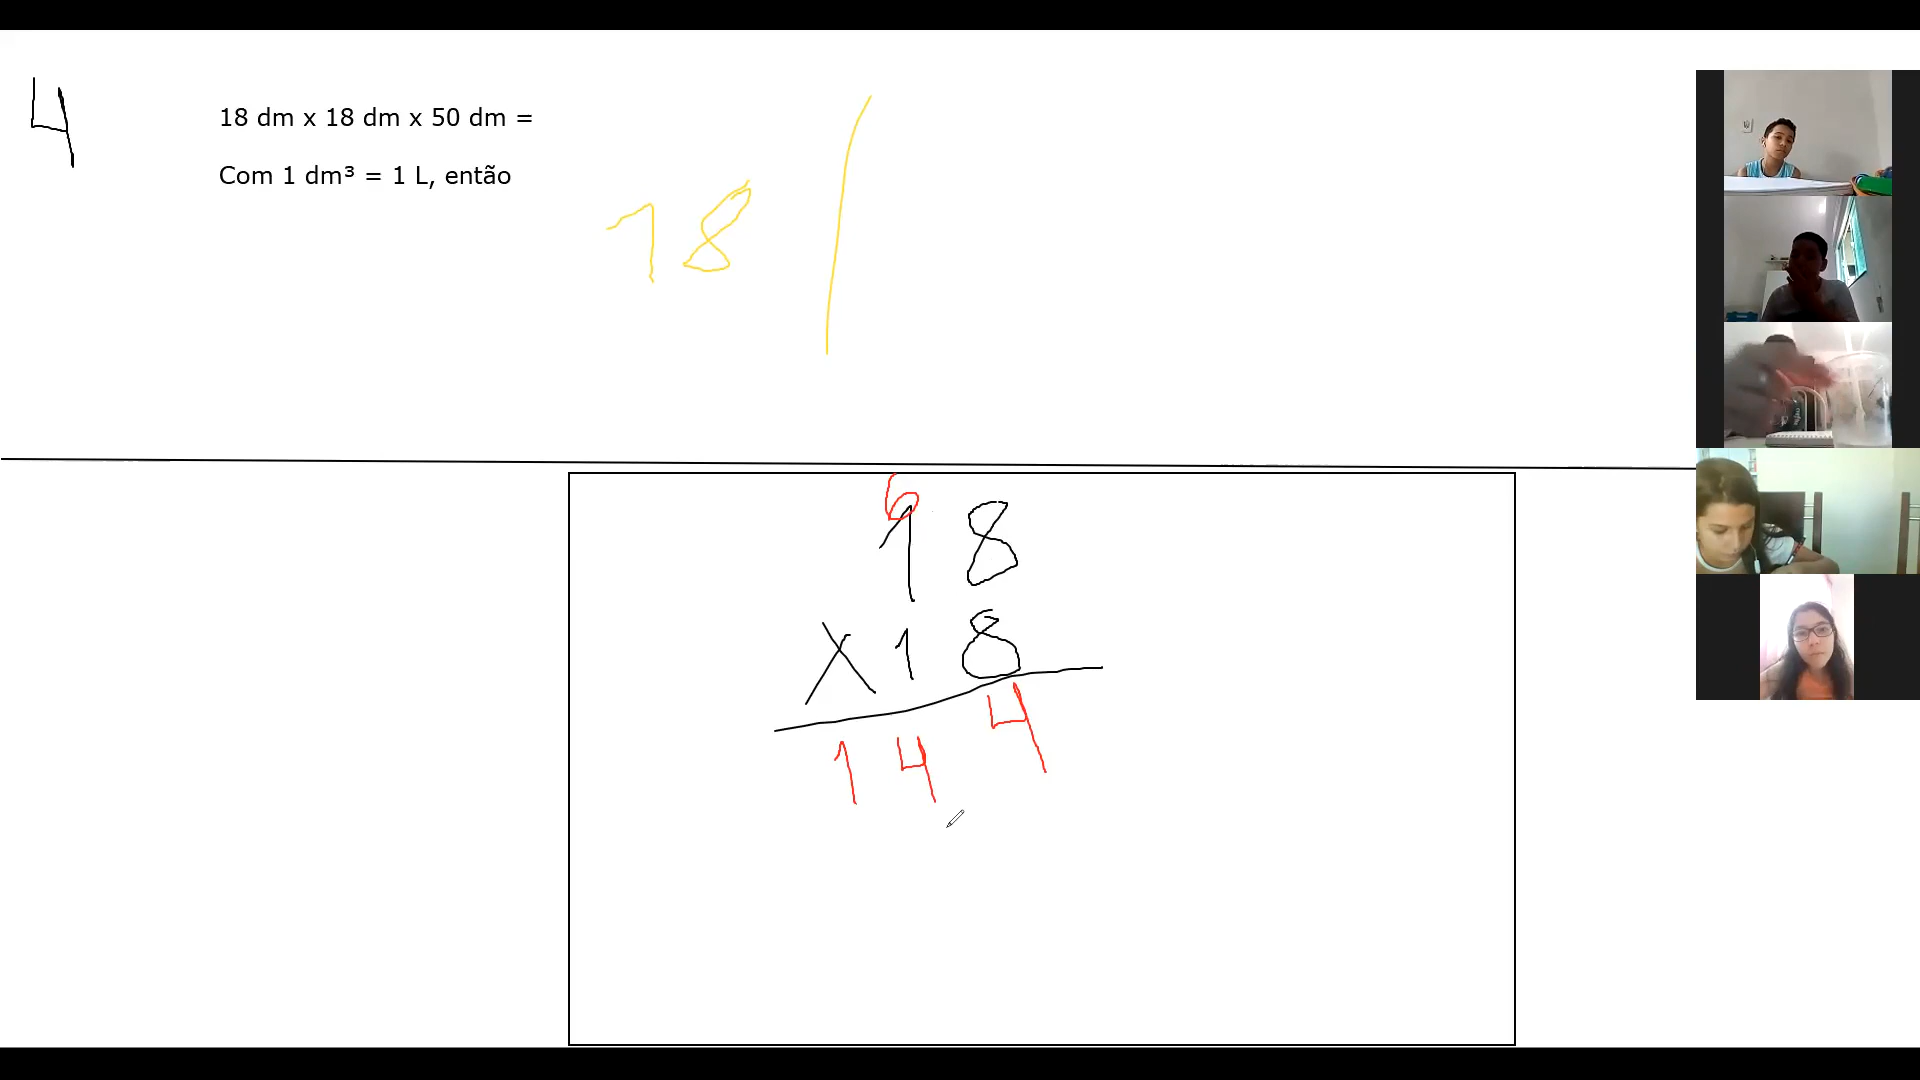 4
18 dm x 18 dm x 50 dm =
Com 1 dm³ = 1 L, então
18
6
18
X 18
144